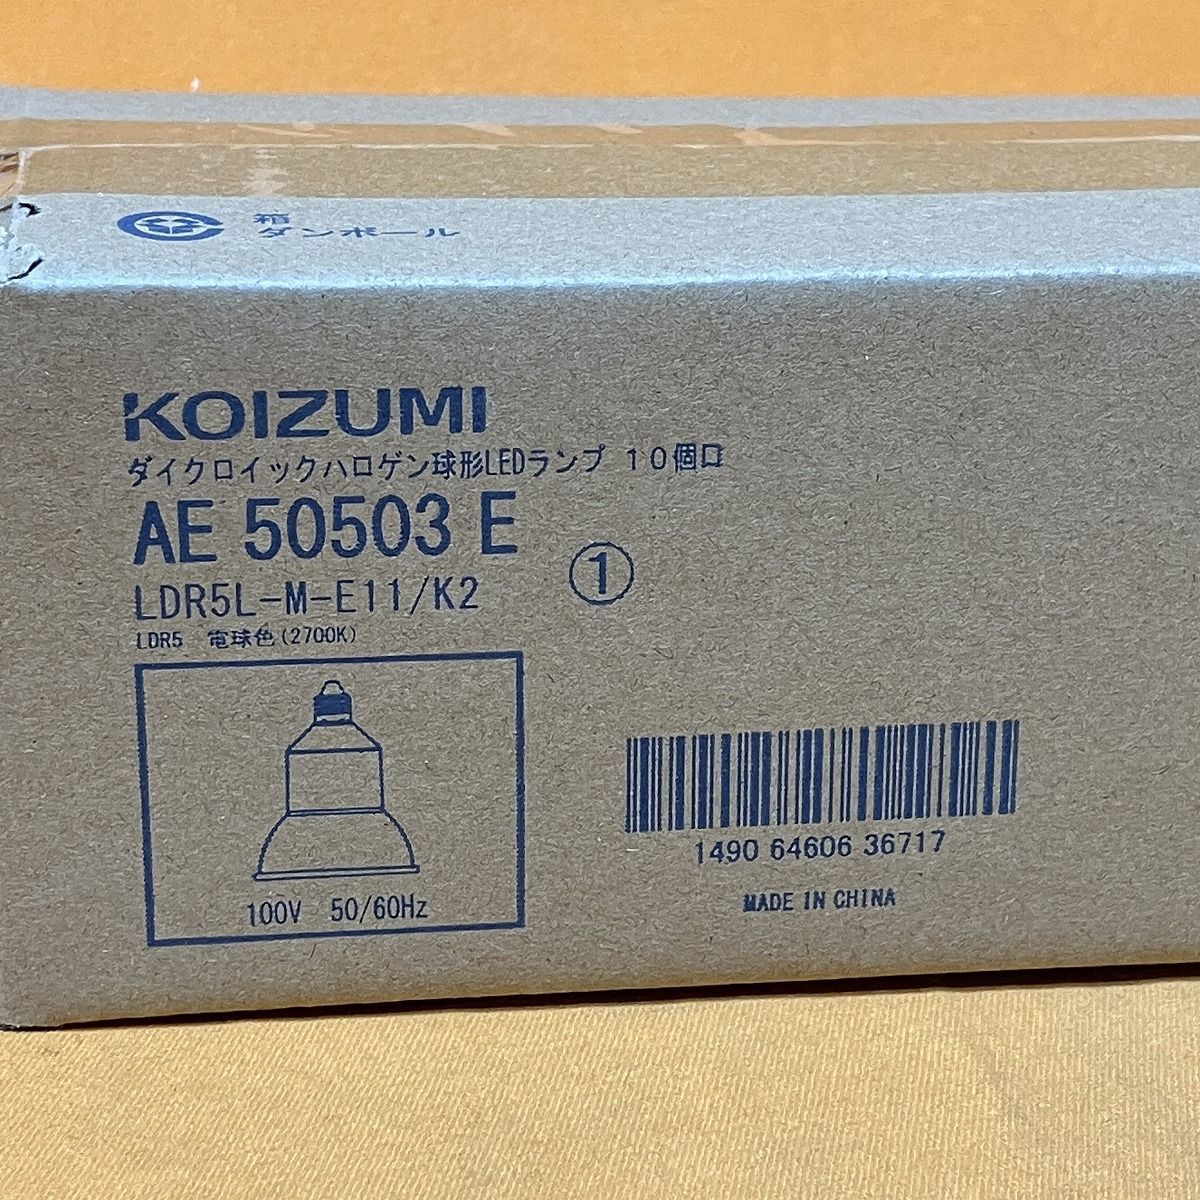 箱
ダンボール
KOIZUMI
ダイクロイックハロゲン球形LEDランプ 10個口
AE 50503 E
LDR5L-M-E11/K2
①
LDR5 電球色(2700K)
100V 50/60Hz
1490 64606 36717
MADE IN CHINA